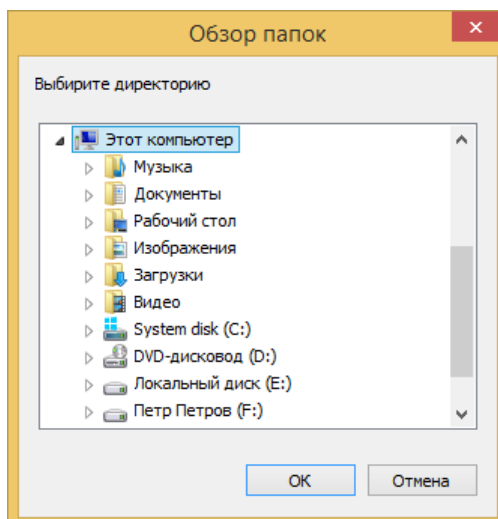 Обзор папок
Выбирите директорию
Этот компьютер
Музыка
Документы
Рабочий стол
Изображения
Загрузки
Видео
System disk (C:)
DVD-дисковод (D:)
Локальный диск (E:)
Петр Петров (F:)
ОК
Отмена